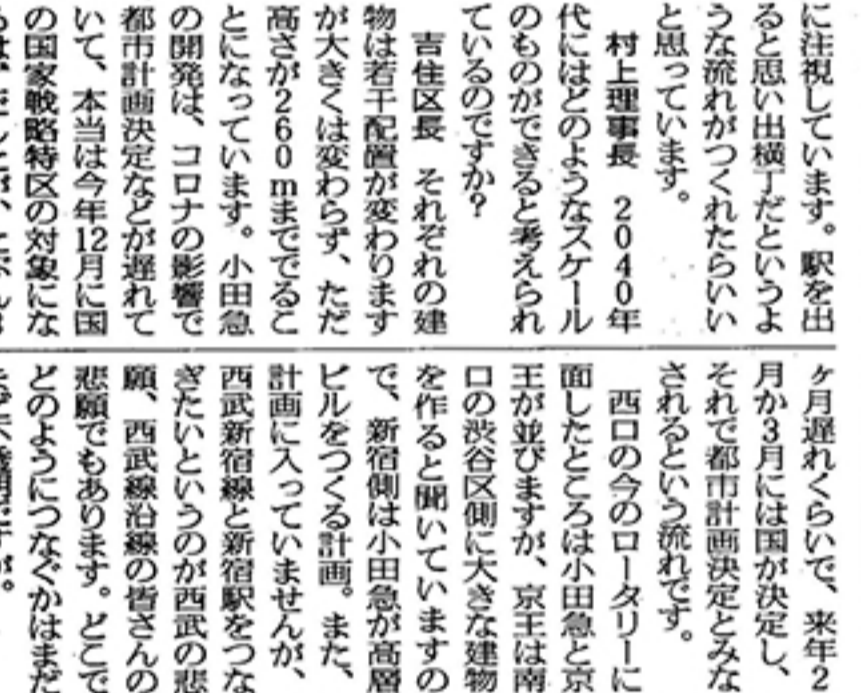 に注視しています。駅を出
ると思い出横丁だというよ
うな流れがつくれたらいい
と思っています。
村上理事長　2040年
代にはどのようなスケール
のものができると考えられ
ているのですか?
吉住区長　それぞれの建
物は若干配置が変わります
が大きくは変わらず、ただ
高さが260mまででるこ
とになっています。小田急
の開発は、コロナの影響で
都市計画決定などが遅れて
いて、本当は今年12月に国
の国家戦略特区の対象にな
ヶ月遅れくらいで、来年2
月か3月には国が決定し、
それで都市計画決定とみな
されるという流れです。
西口の今のロータリーに
面したところは小田急と京
王が並びますが、京王は南
口の渋谷区側に大きな建物
を作ると聞いていますの
で、新宿側は小田急が高層
ビルをつくる計画。また、
計画に入っていませんが、
西武新宿線と新宿駅をつな
ぎたいというのが西武の悲
願、西武線沿線の皆さんの
悲願でもあります。どこで
どのようにつなぐかはまだ